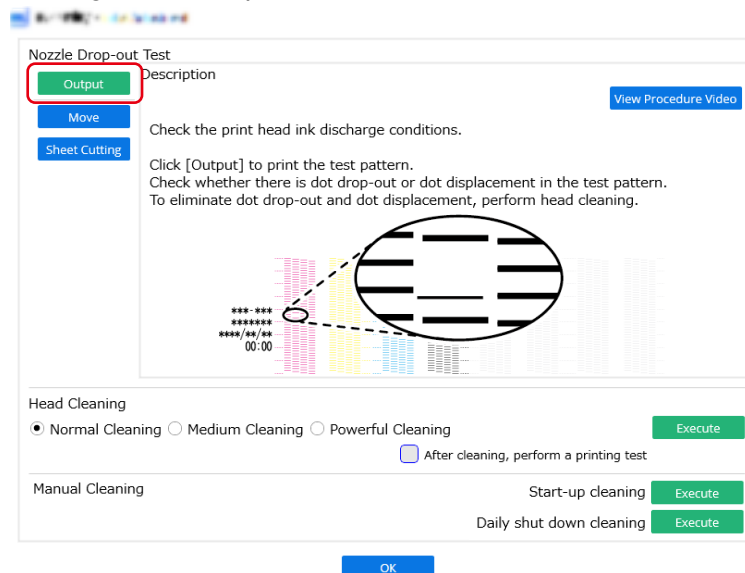 Nozzle Drop-out Test
Output
Description
View Procedure Video
Move
Check the print head ink discharge conditions.
Sheet Cutting
Click [Output] to print the test pattern.
Check whether there is dot drop-out or dot displacement in the test pattern.
To eliminate dot drop-out and dot displacement, perform head cleaning.
***-***
*******
****/**/**
00:00
Head Cleaning
Normal Cleaning Medium Cleaning Powerful Cleaning Execute
After cleaning, perform a printing test
Manual Cleaning Start-up cleaning Execute
Daily shut down cleaning Execute
OK